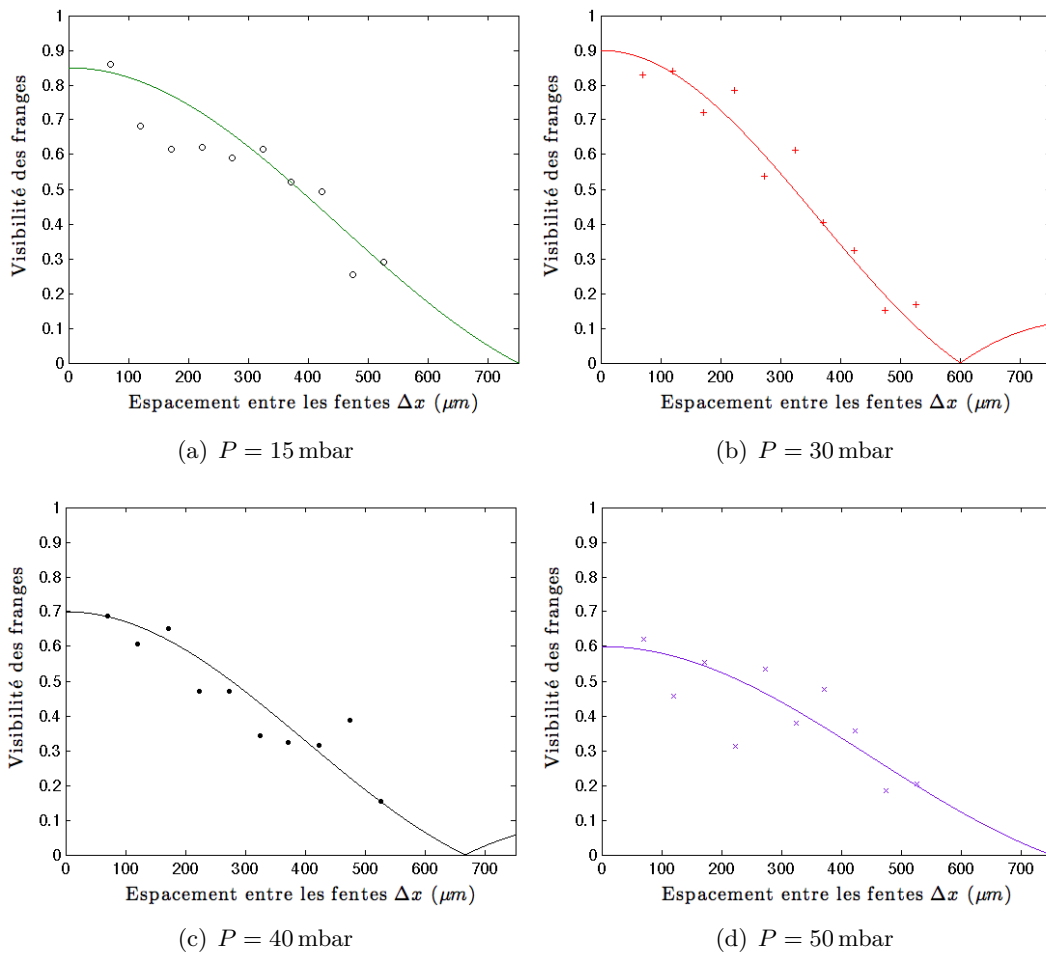 1
0.9
0.8
0.7
0.6
0.5
0.4
0.3
0.2
0.1
0
Visibilité des franges
0 100 200 300 400 500 600 700
Espacement entre les fentes Δx (μm)
(a) P = 15 mbar
1
0.9
0.8
0.7
0.6
0.5
0.4
0.3
0.2
0.1
0
Visibilité des franges
0 100 200 300 400 500 600 700
Espacement entre les fentes Δx (μm)
(b) P = 30 mbar
1
0.9
0.8
0.7
0.6
0.5
0.4
0.3
0.2
0.1
0
Visibilité des franges
0 100 200 300 400 500 600 700
Espacement entre les fentes Δx (μm)
(c) P = 40 mbar
1
0.9
0.8
0.7
0.6
0.5
0.4
0.3
0.2
0.1
0
Visibilité des franges
0 100 200 300 400 500 600 700
Espacement entre les fentes Δx (μm)
(d) P = 50 mbar